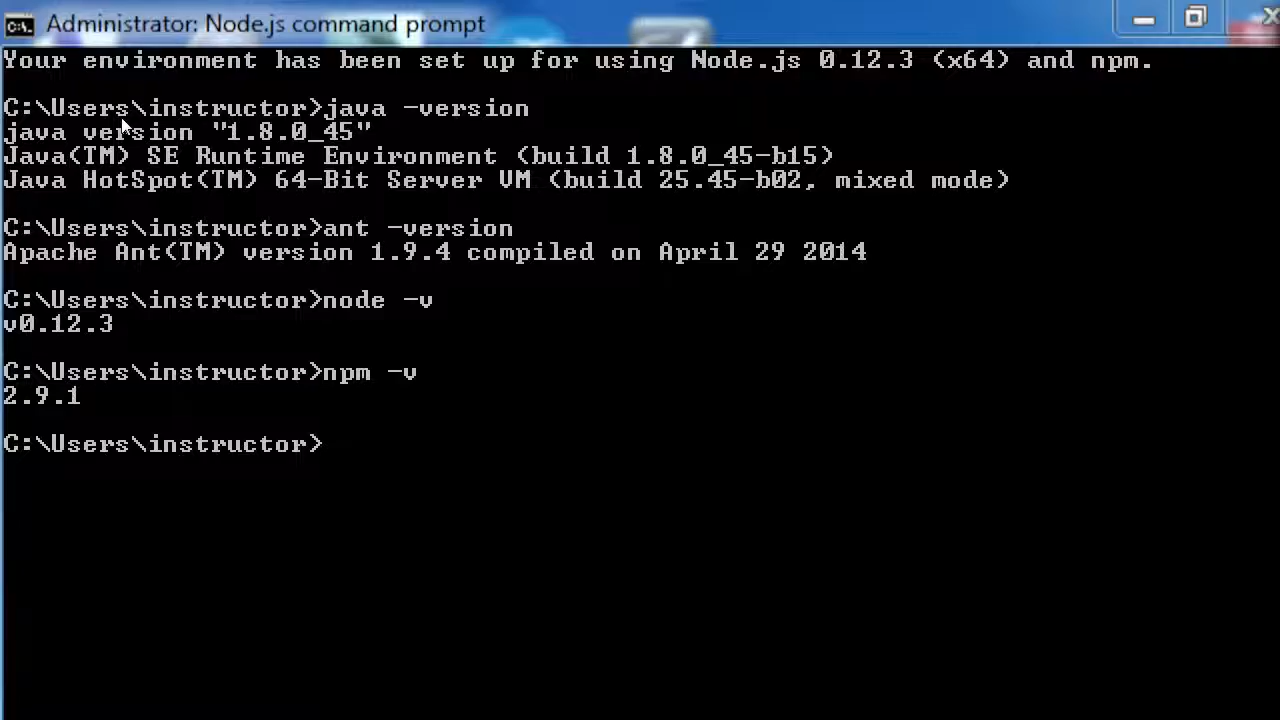 Administrator: Node.js command prompt
Your environment has been set up for using Node.js 0.12.3 (x64) and npm.
C:\Users\instructor>java -version
java version "1.8.0_45"
Java(TM) SE Runtime Environment (build 1.8.0_45-b15)
Java HotSpot(TM) 64-Bit Server VM (build 25.45-b02, mixed mode)
C:\Users\instructor>ant -version
Apache Ant(TM) version 1.9.4 compiled on April 29 2014
C:\Users\instructor>node -v
v0.12.3
C:\Users\instructor>npm -v
2.9.1
C:\Users\instructor>